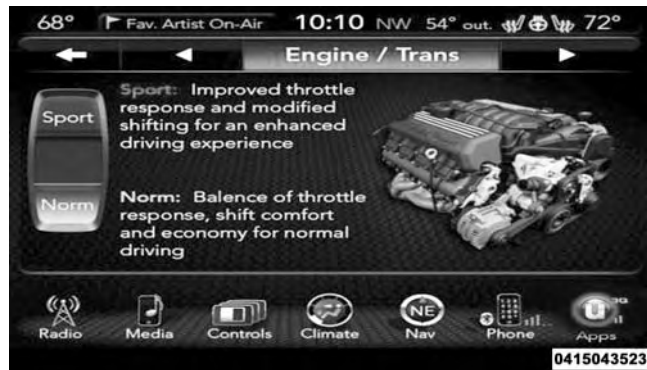 68° Fav. Artist On-Air 10:10 NW 54° out. 72°
Engine / Trans
Sport
Norm
Sport: Improved throttle
response and modified
shifting for an enhanced
driving experience
Norm: Balence of throttle
response, shift comfort
and economy for normal
driving
NE
3G
Radio Media Controls Climate Nav Phone Apps
0415043523